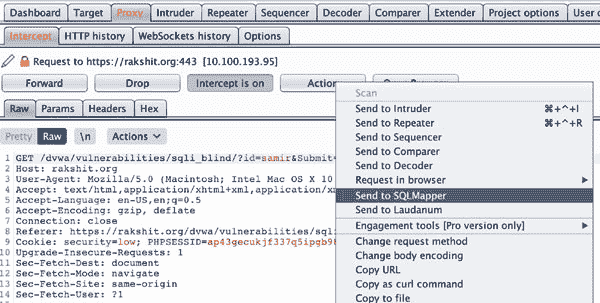 Dashboard Target Proxy Intruder Repeater Sequencer Decoder Comparer Extender Project options User
Intercept HTTP history WebSockets history Options
Request to https://rakshit.org:443 [10.100.193.95]
Forward Drop Intercept is on
Raw Params Headers Hex
Pretty Raw \n Actions
1 GET /dvwa/vulnerabilities/sqli_blind/?id=samir&Submit=
2 Host: rakshit.org
3 User-Agent: Mozilla/5.0 (Macintosh; Intel Mac OS X 10
4 Accept: text/html,application/xhtml+xml,application/x
5 Accept-Language: en-US,en;q=0.5
6 Accept-Encoding: gzip, deflate
7 Connection: close
8 Referer: https://rakshit.org/dvwa/vulnerabilities/sql
9 Cookie: security=low; PHPSESSID=ap43gecukjf337q5ipgb9
10 Upgrade-Insecure-Requests: 1
11 Sec-Fetch-Dest: document
12 Sec-Fetch-Mode: navigate
13 Sec-Fetch-Site: same-origin
14 Sec-Fetch-User: ?1
Scan
Send to Intruder ⌘+^+I
Send to Repeater ⌘+^+R
Send to Sequencer
Send to Comparer
Send to Decoder
Request in browser
Send to SQLMapper
Send to Laudanum
Engagement tools [Pro version only]
Change request method
Change body encoding
Copy URL
Copy as curl command
Copy to file